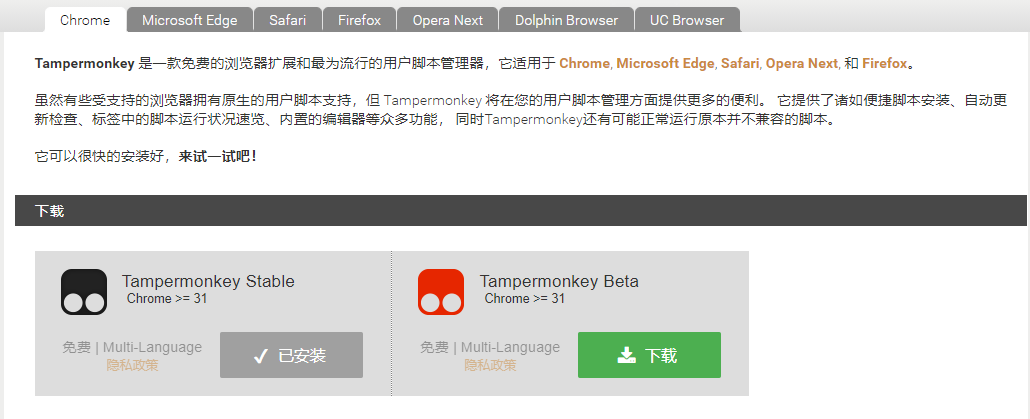 Chrome Microsoft Edge Safari Firefox Opera Next Dolphin Browser UC Browser
Tampermonkey 是一款免费的浏览器扩展和最为流行的用户脚本管理器，它适用于 Chrome, Microsoft Edge, Safari, Opera Next, 和 Firefox。
虽然有些受支持的浏览器拥有原生的用户脚本支持，但 Tampermonkey 将在您的用户脚本管理方面提供更多的便利。 它提供了诸如便捷脚本安装、自动更
新检查、标签中的脚本运行状况速览、内置的编辑器等众多功能， 同时Tampermonkey还有可能正常运行原本并不兼容的脚本。
它可以很快的安装好，来试一试吧！
下载
Tampermonkey Stable
Chrome >= 31
免费 | Multi-Language
隐私政策
已安装
Tampermonkey Beta
Chrome >= 31
免费 | Multi-Language
隐私政策
下载